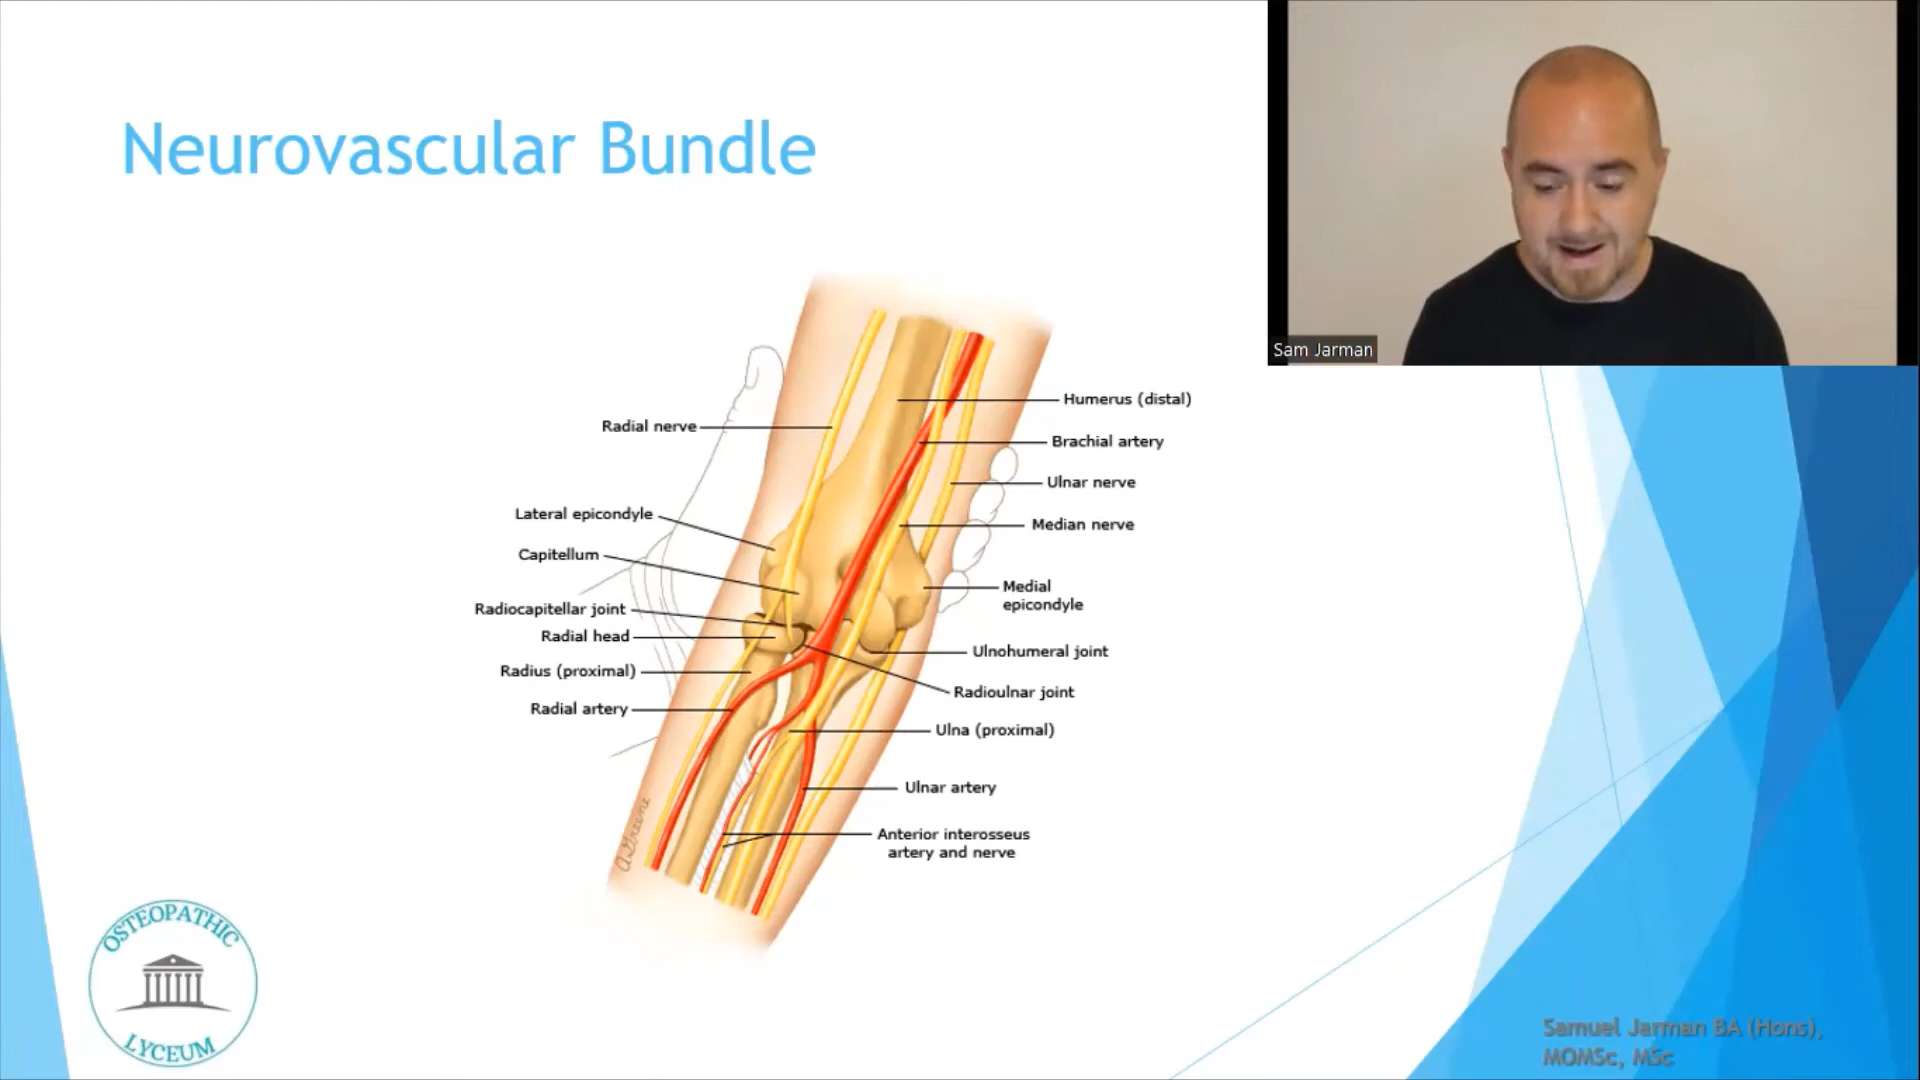 Neurovascular Bundle
Sam Jarman
Humerus (distal)
Radial nerve
Brachial artery
Ulnar nerve
Lateral epicondyle
Median nerve
Capitellum
Medial
epicondyle
Radiocapitellar joint
Radial head
Ulnohumeral joint
Radius (proximal)
Radioulnar joint
Radial artery
Ulna (proximal)
Ulnar artery
Anterior interosseus
artery and nerve
A.Greene
OSTEOPATHIC
LYCEUM
Samuel Jarman BA (Hons),
MOMSc, MSc